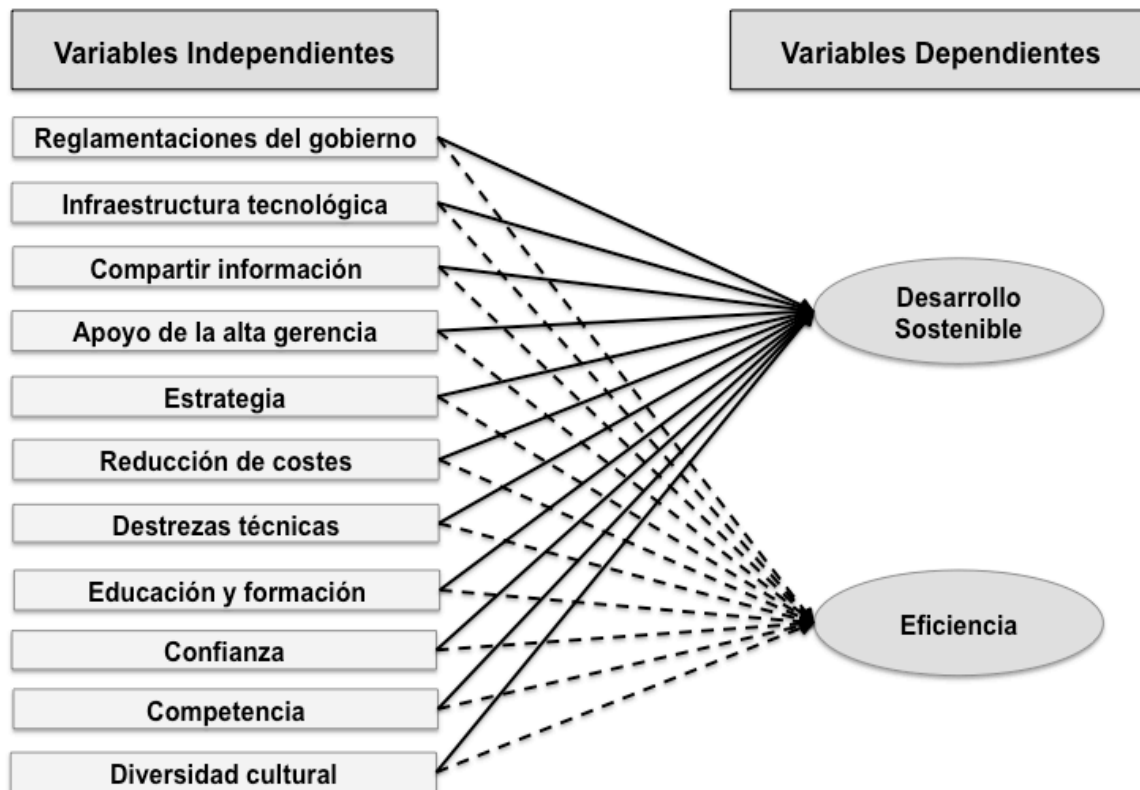 Variables Independientes
Variables Dependientes
Reglamentaciones del gobierno
Infraestructura tecnológica
Compartir información
Apoyo de la alta gerencia
Estrategia
Reducción de costes
Destrezas técnicas
Educación y formación
Confianza
Competencia
Diversidad cultural
Desarrollo
Sostenible
Eficiencia